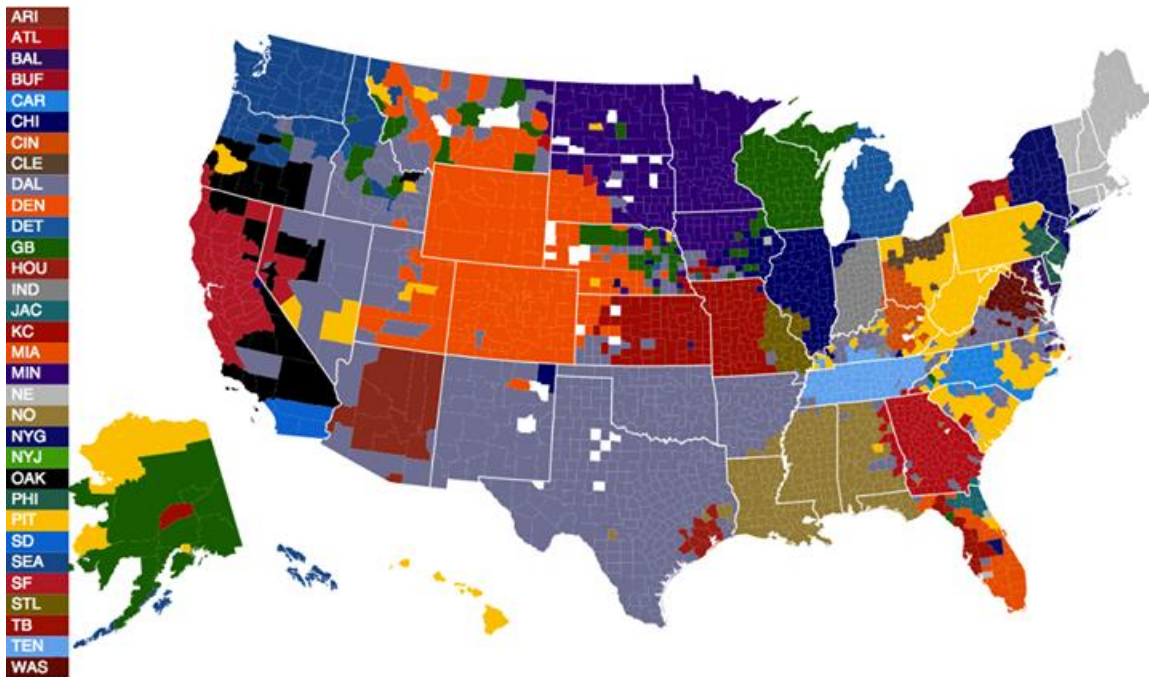 ARI
ATL
BAL
BUF
CAR
CHI
CIN
CLE
DAL
DEN
DET
GB
HOU
IND
JAC
KC
MIA
MIN
NE
NO
NYG
NYJ
OAK
PHI
PIT
SD
SEA
SF
STL
TB
TEN
WAS